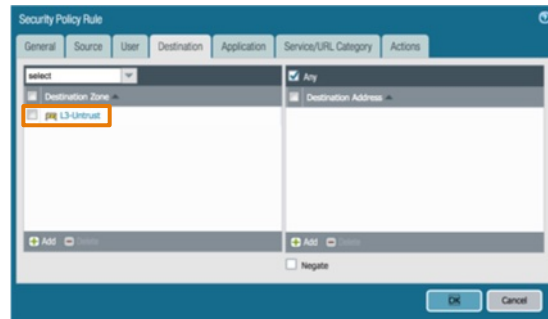 Security Policy Rule
General Source User Destination Application Service/URL Category Actions
select
Any
Destination Zone
Destination Address
L3-Untrust
Add Delete
Add Delete
Negate
OK Cancel